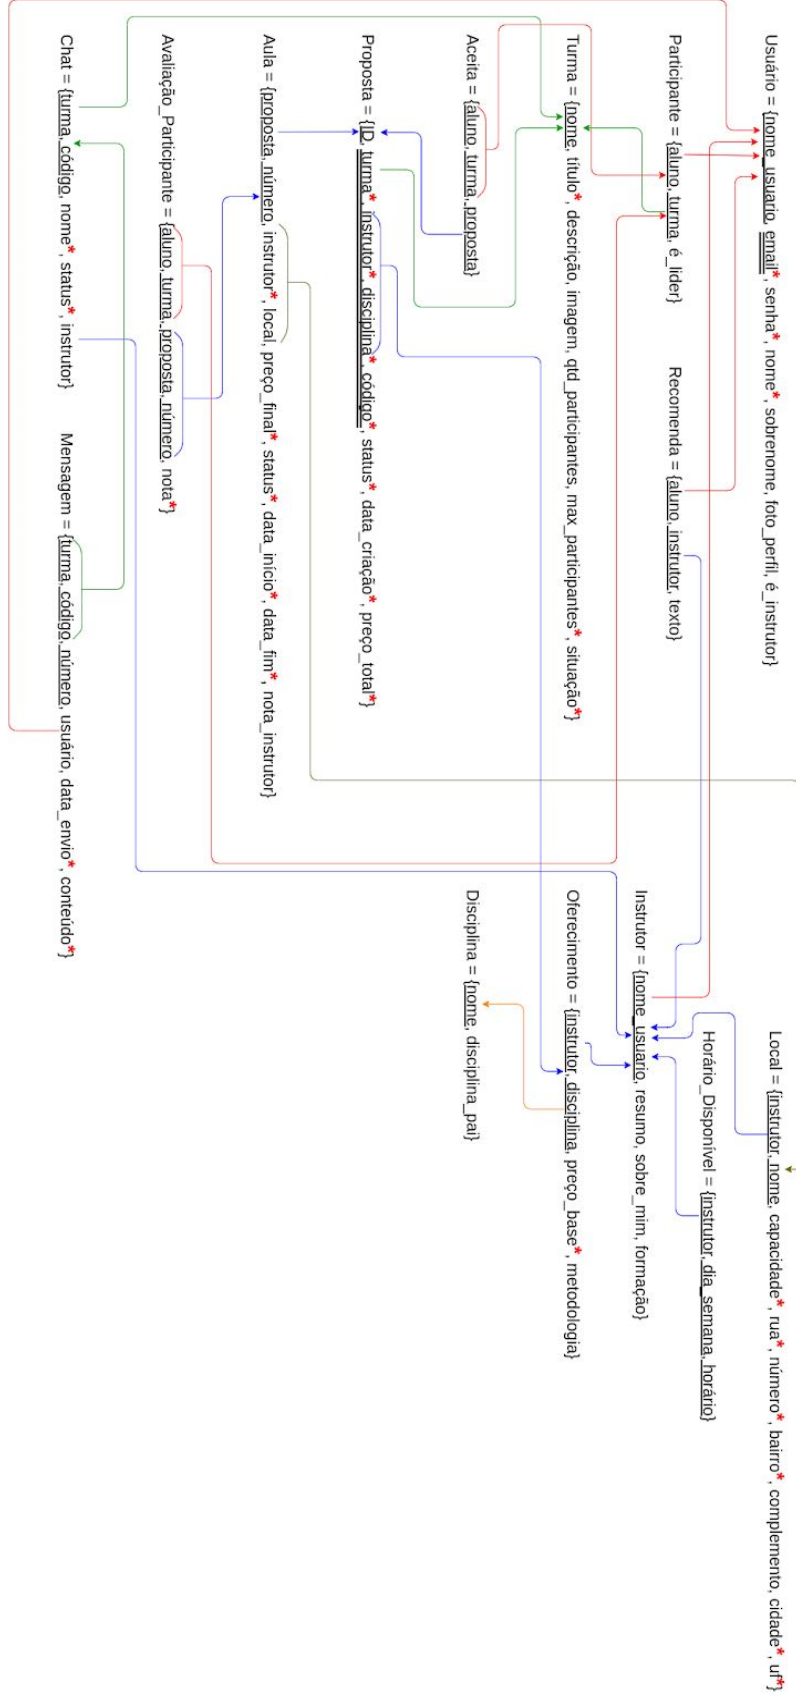 Usuário = {nome_usuario, email*, senha*, nome*, sobrenome, foto_perfil, é_instrutor}
Local = {instrutor, nome, capacidade*, rua*, número*, bairro*, complemento, cidade*, uf*}
Participante = {aluno, turma, é_lider}
Recomenda = {aluno, instrutor, texto}
Horário_Disponível = {instrutor, dia_semana, horário}
Instrutor = {nome_usuario, resumo, sobre_mim, formação}
Turma = {nome, título*, descrição, imagem, qtd_participantes, max_participantes*, situação*}
Oferecimento = {instrutor, disciplina, preço_base*, metodologia}
Aceita = {aluno, turma, proposta}
Disciplina = {nome, disciplina_pai}
Proposta = {ID, turma*, instrutor*, disciplina*, código*, status*, data_criação*, preço_total*}
Aula = {proposta, número, instrutor*, local, preço_final*, status*, data_início*, data_fim*, nota_instrutor}
Avaliação_Participante = {aluno, turma, proposta, número, nota*}
Chat = {turma, código, nome*, status*, instrutor}
Mensagem = {turma, código, número, usuário, data_envio*, conteúdo*}